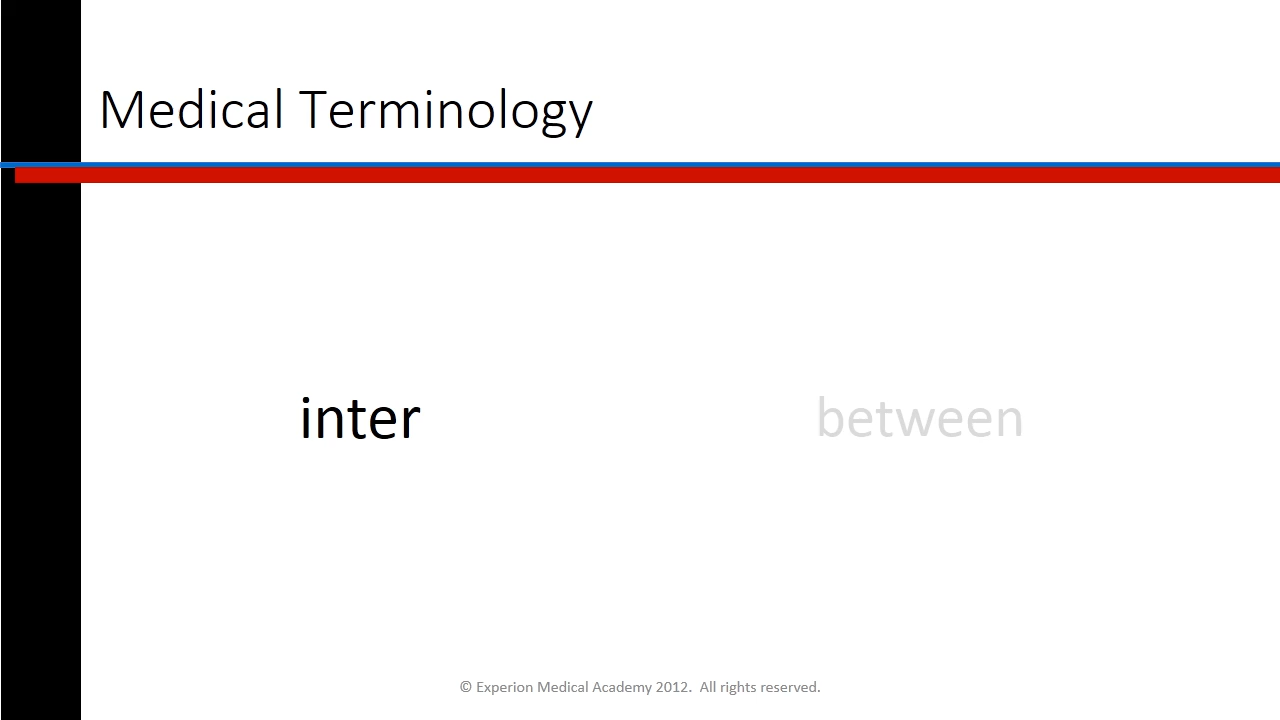 Medical Terminology
inter between
© Experion Medical Academy 2012. All rights reserved.